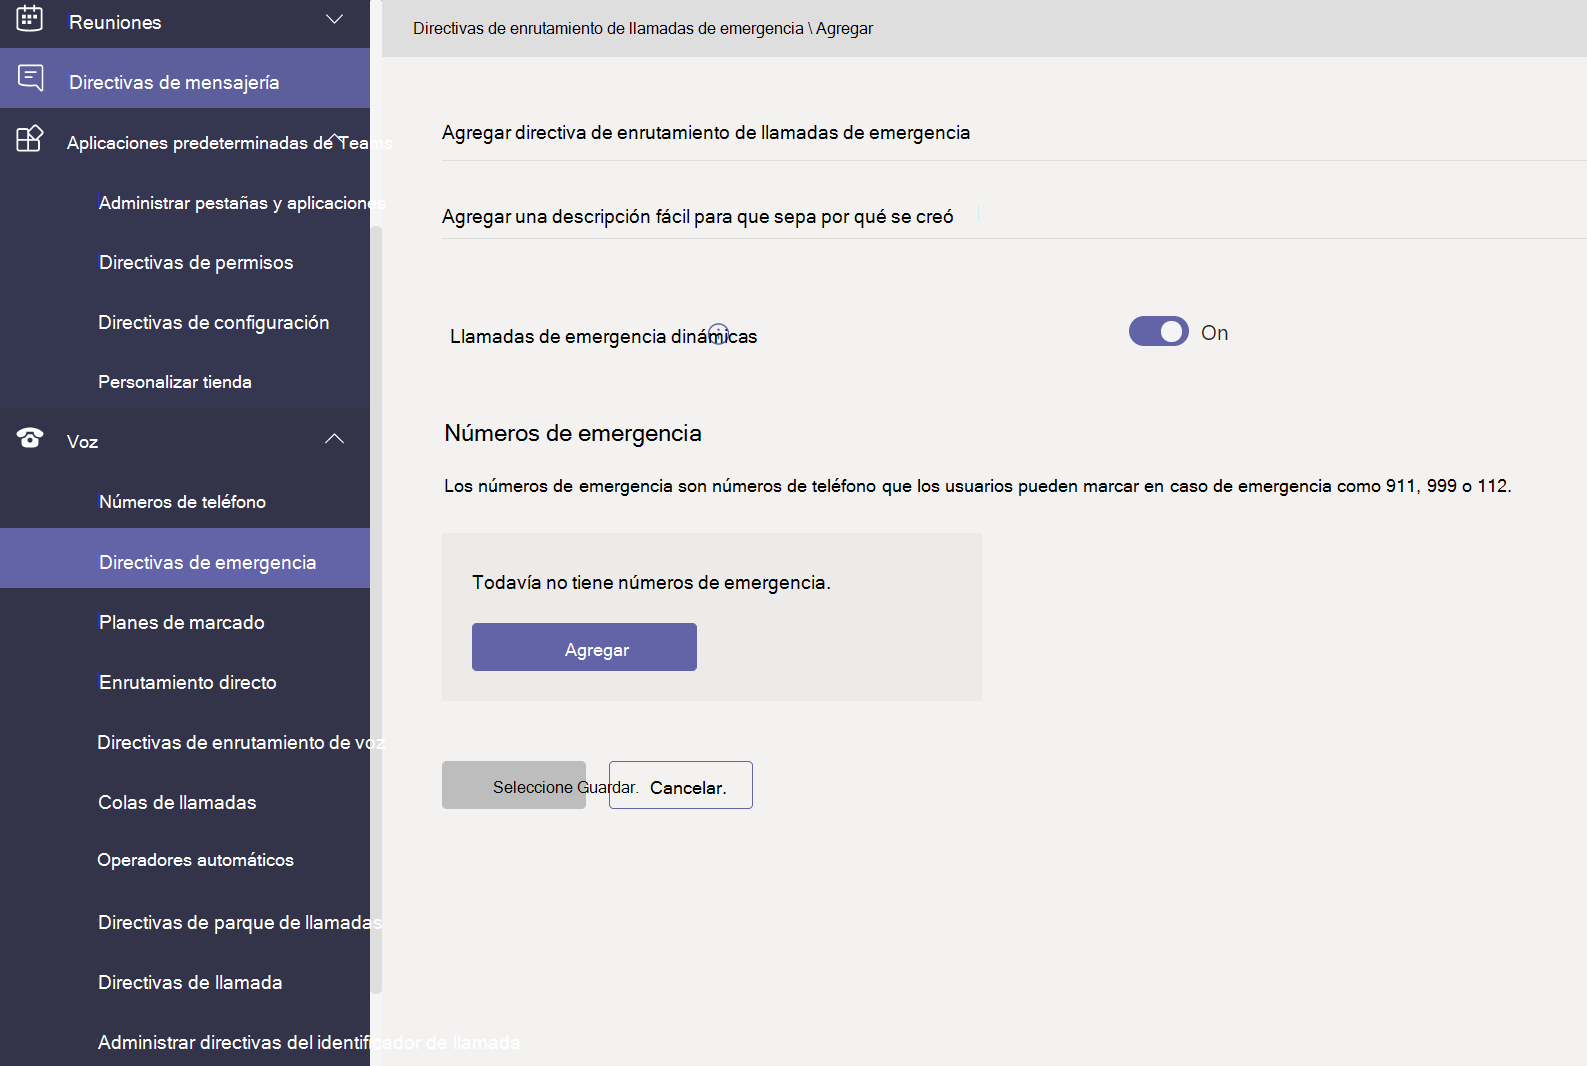 Reuniones
Directivas de mensajería
Aplicaciones predeterminadas de Teams
Administrar pestañas y aplicaciones
Directivas de permisos
Directivas de configuración
Personalizar tienda
Voz
Números de teléfono
Directivas de emergencia
Planes de marcado
Enrutamiento directo
Directivas de enrutamiento de voz
Colas de llamadas
Operadores automáticos
Directivas de parque de llamadas
Directivas de llamada
Administrar directivas del identificador de llamada
Directivas de enrutamiento de llamadas de emergencia \ Agregar
Agregar directiva de enrutamiento de llamadas de emergencia
Agregar una descripción fácil para que sepa por qué se creó
Llamadas de emergencia dinámicas
On
Números de emergencia
Los números de emergencia son números de teléfono que los usuarios pueden marcar en caso de emergencia como 911, 999 o 112.
Todavía no tiene números de emergencia.
Agregar
Seleccione Guardar.
Cancelar.